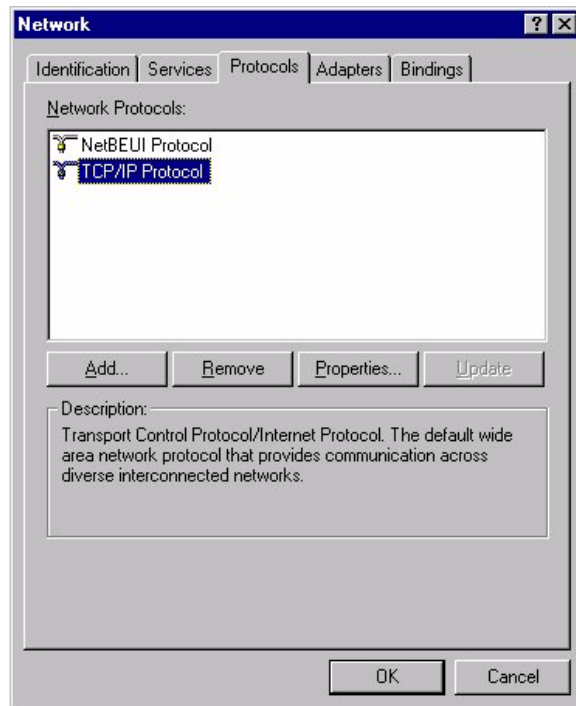 Network
Identification Services Protocols Adapters Bindings
Network Protocols:
NetBEUI Protocol
TCP/IP Protocol
Add... Remove Properties... Update
Description:
Transport Control Protocol/Internet Protocol. The default wide
area network protocol that provides communication across
diverse interconnected networks.
OK Cancel